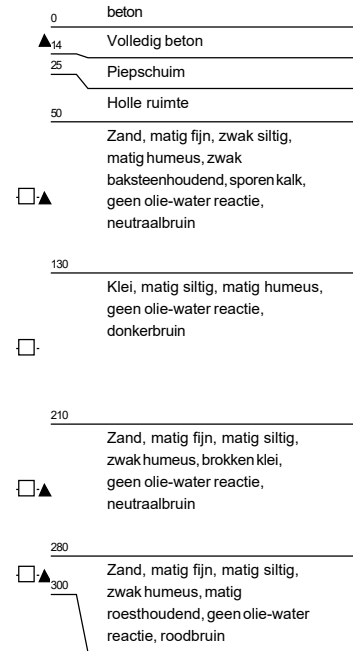 beton
0
Volledig beton
14
25
Piepschuim
Holle ruimte
50
Zand, matig fijn, zwak siltig,
matig humeus, zwak
baksteenhoudend, sporen kalk,
geen olie-water reactie,
neutraalbruin
130
Klei, matig siltig, matig humeus,
geen olie-water reactie,
donkerbruin
210
Zand, matig fijn, matig siltig,
zwak humeus, brokken klei,
geen olie-water reactie,
neutraalbruin
280
Zand, matig fijn, matig siltig,
300
zwak humeus, matig
roesthoudend, geen olie-water
reactie, roodbruin